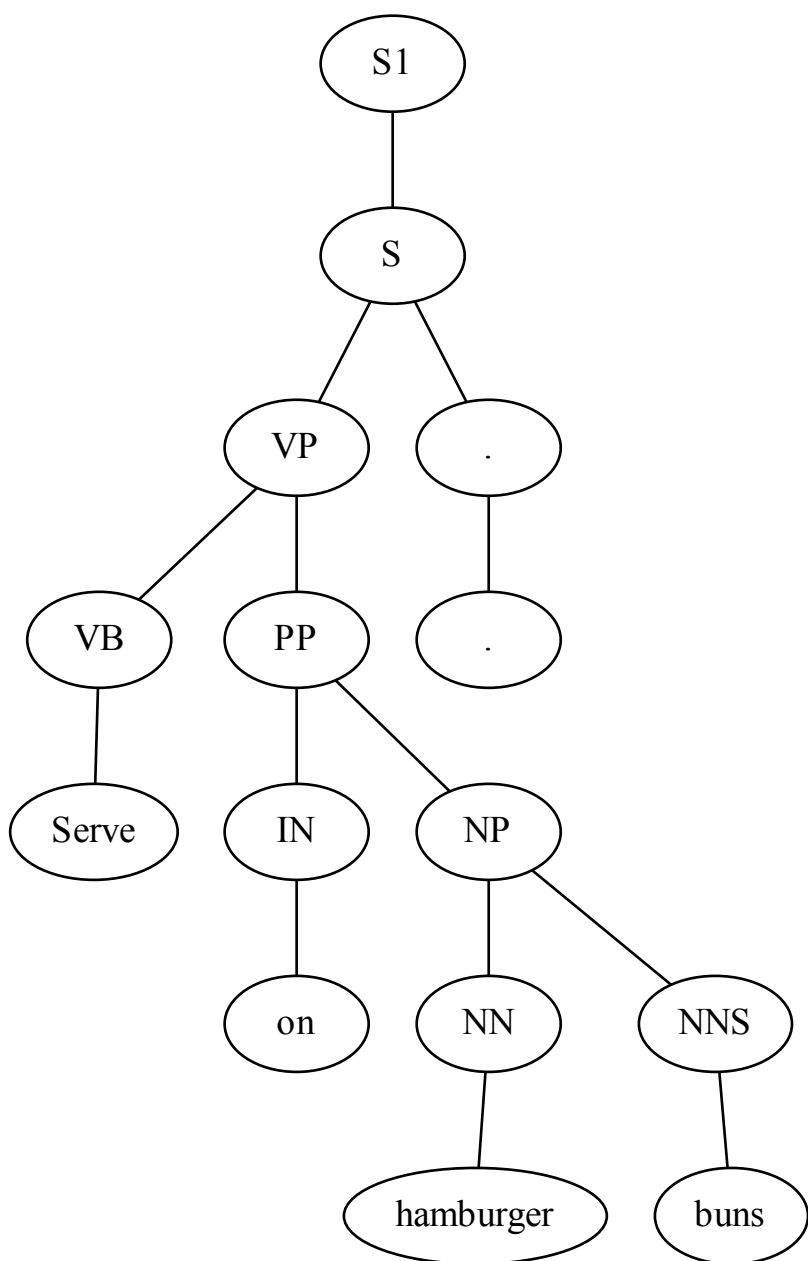 S1
S
VP .
VB PP .
Serve IN NP
on NN NNS
hamburger buns